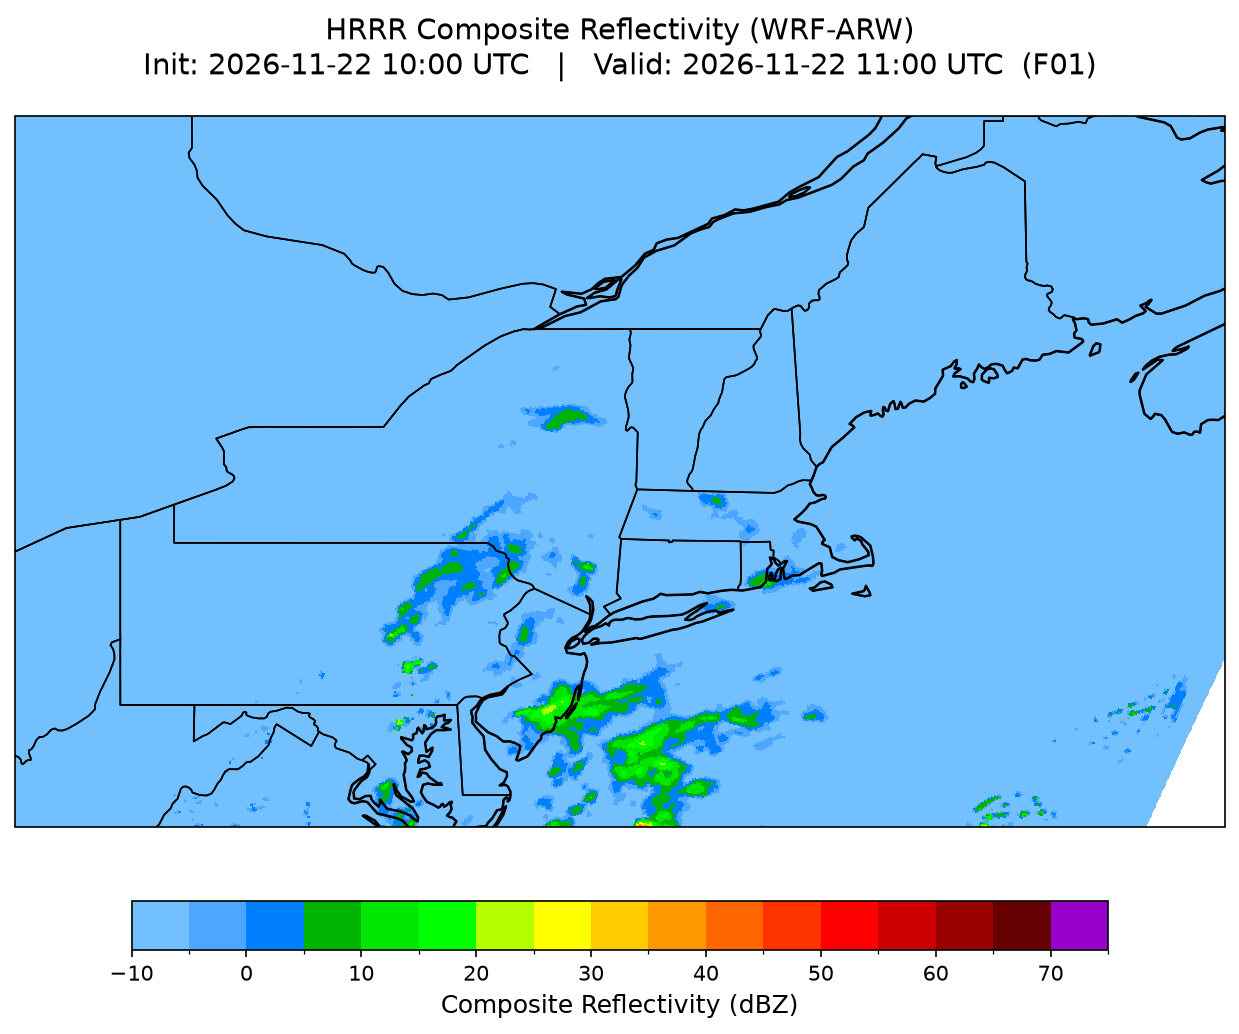 HRRR Composite Reflectivity (WRF-ARW)
Init: 2026-11-22 10:00 UTC | Valid: 2026-11-22 11:00 UTC (F01)
−10 0 10 20 30 40 50 60 70
Composite Reflectivity (dBZ)